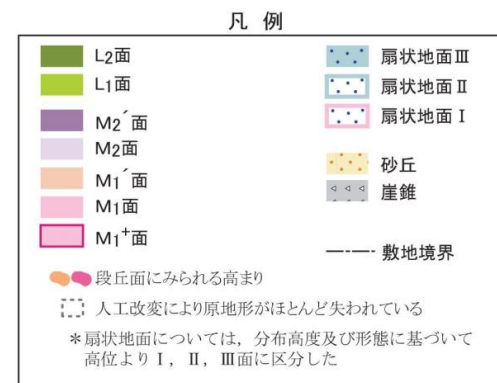 凡 例
L2面
L1面
M2´面
M2面
M1´面
M1面
M1+面
扇状地面Ⅲ
扇状地面Ⅱ
扇状地面Ⅰ
砂丘
崖錐
敷地境界
段丘面にみられる高まり
人工改変により原地形がほとんど失われている
*扇状地面については,分布高度及び形態に基づいて
高位よりⅠ,Ⅱ,Ⅲ面に区分した